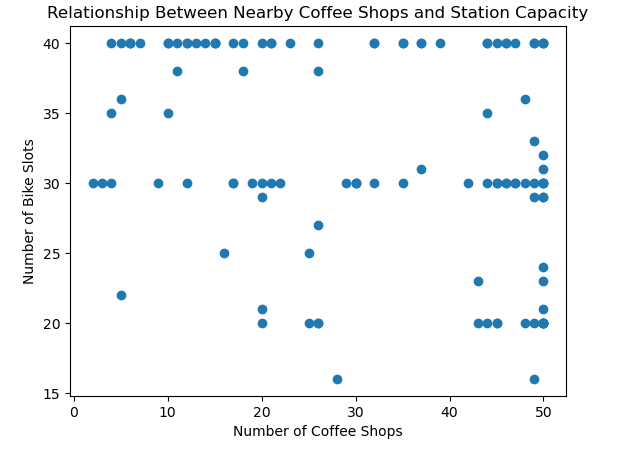 Relationship Between Nearby Coffee Shops and Station Capacity
40
35
30
25
20
15
Number of Bike Slots
0 10 20 30 40 50
Number of Coffee Shops